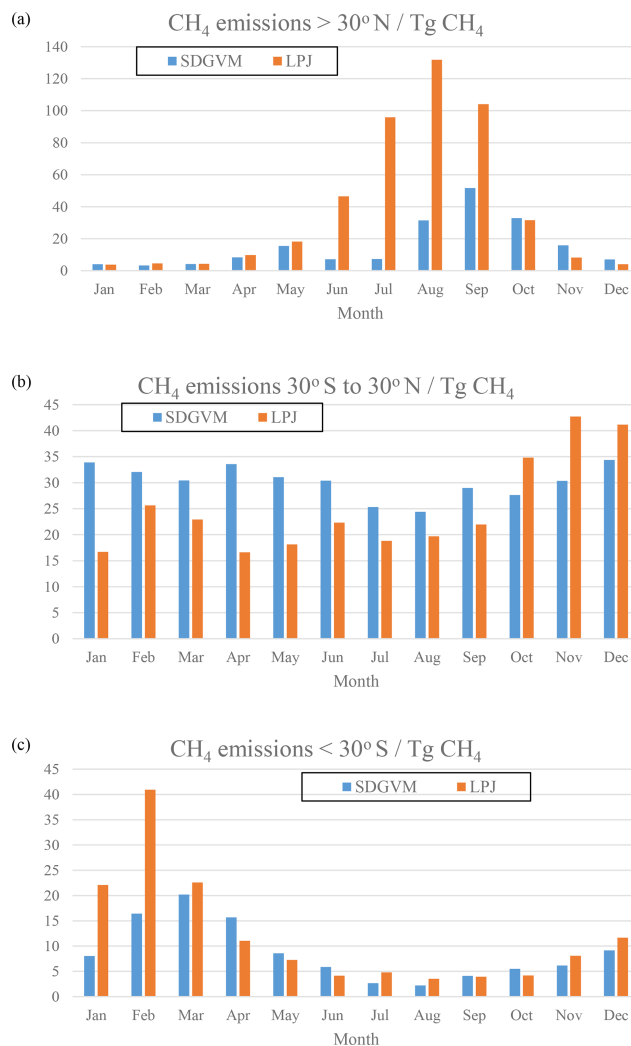 (a)
CH₄ emissions > 30° N / Tg CH₄
SDGVM LPJ
140
120
100
80
60
40
20
0
Jan Feb Mar Apr May Jun Jul Aug Sep Oct Nov Dec
Month
(b)
CH₄ emissions 30° S to 30° N / Tg CH₄
SDGVM LPJ
45
40
35
30
25
20
15
10
5
0
Jan Feb Mar Apr May Jun Jul Aug Sep Oct Nov Dec
Month
(c)
CH₄ emissions < 30° S / Tg CH₄
SDGVM LPJ
45
40
35
30
25
20
15
10
5
0
Jan Feb Mar Apr May Jun Jul Aug Sep Oct Nov Dec
Month